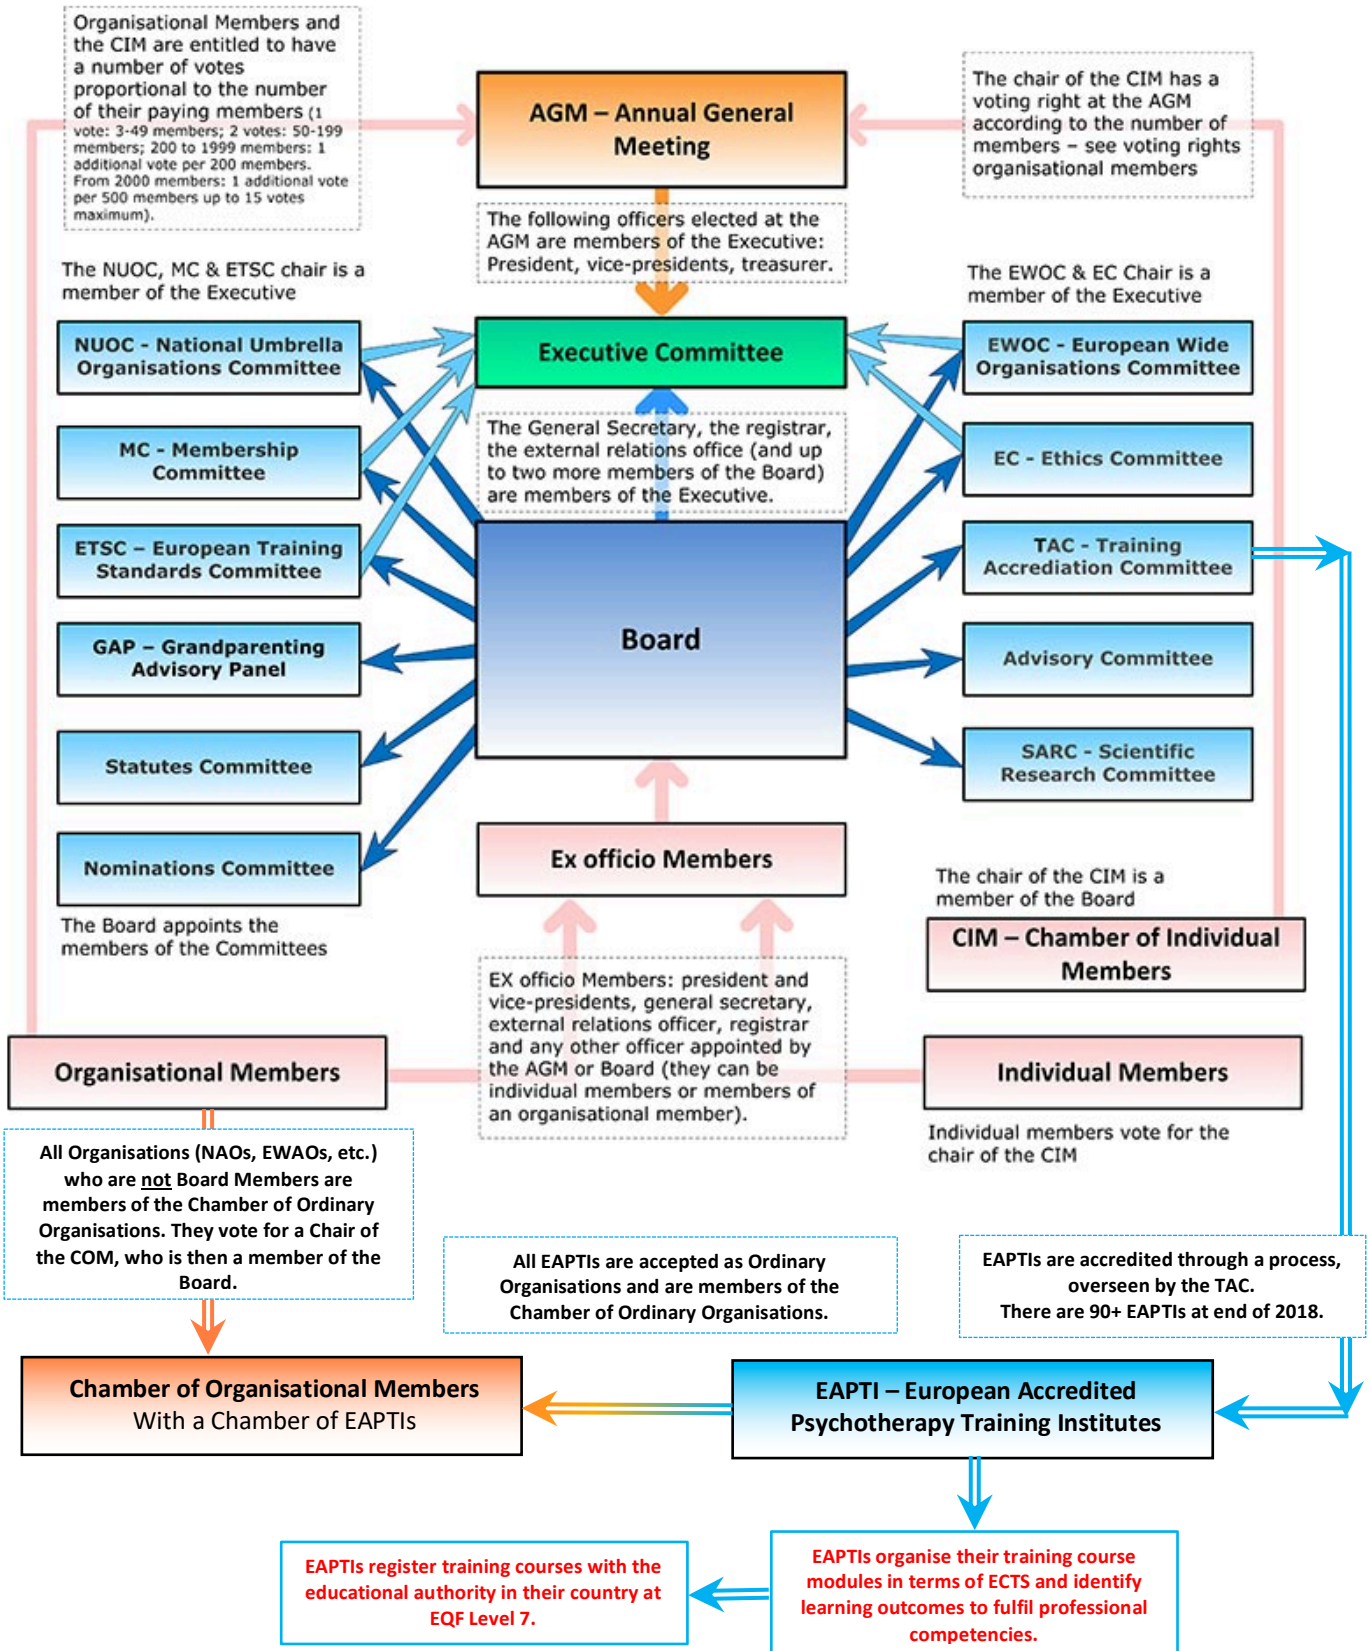 Organisational Members and
the CIM are entitled to have
a number of votes
proportional to the number
of their paying members (1
vote: 3-49 members; 2 votes: 50-199
members; 200 to 1999 members: 1
additional vote per 200 members.
From 2000 members: 1 additional vote
per 500 members up to 15 votes
maximum).
AGM – Annual General
Meeting
The chair of the CIM has a
voting right at the AGM
according to the number of
members – see voting rights
organisational members
The following officers elected at the
AGM are members of the Executive:
President, vice-presidents, treasurer.
The NUOC, MC & ETSC chair is a
member of the Executive
The EWOC & EC Chair is a
member of the Executive
NUOC - National Umbrella
Organisations Committee
Executive Committee
EWOC - European Wide
Organisations Committee
The General Secretary, the registrar,
the external relations office (and up
to two more members of the Board)
are members of the Executive.
MC - Membership
Committee
EC - Ethics Committee
ETSC – European Training
Standards Committee
TAC - Training
Accrediation Committee
Board
GAP – Grandparenting
Advisory Panel
Advisory Committee
Statutes Committee
SARC - Scientific
Research Committee
Nominations Committee
Ex officio Members
The chair of the CIM is a
member of the Board
The Board appoints the
members of the Committees
CIM – Chamber of Individual
Members
EX officio Members: president and
vice-presidents, general secretary,
external relations officer, registrar
and any other officer appointed by
the AGM or Board (they can be
individual members or members of
an organisational member).
Organisational Members
Individual Members
Individual members vote for the
chair of the CIM
All Organisations (NAOs, EWAOs, etc.)
who are not Board Members are
members of the Chamber of Ordinary
Organisations. They vote for a Chair of
the COM, who is then a member of the
Board.
All EAPTIs are accepted as Ordinary
Organisations and are members of the
Chamber of Ordinary Organisations.
EAPTIs are accredited through a process,
overseen by the TAC.
There are 90+ EAPTIs at end of 2018.
Chamber of Organisational Members
With a Chamber of EAPTIs
EAPTI – European Accredited
Psychotherapy Training Institutes
EAPTIs register training courses with the
educational authority in their country at
EQF Level 7.
EAPTIs organise their training course
modules in terms of ECTS and identify
learning outcomes to fulfil professional
competencies.